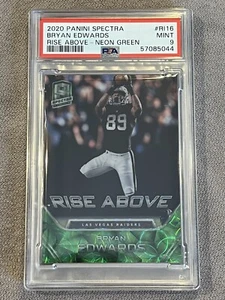 2020 PANINI SPECTRA #RI16
BRYAN EDWARDS MINT
RISE ABOVE - NEON GREEN 9
PSA 57085044
SPECTRA
89
RISE ABOVE
LAS VEGAS RAIDERS
BRYAN
EDWARDS